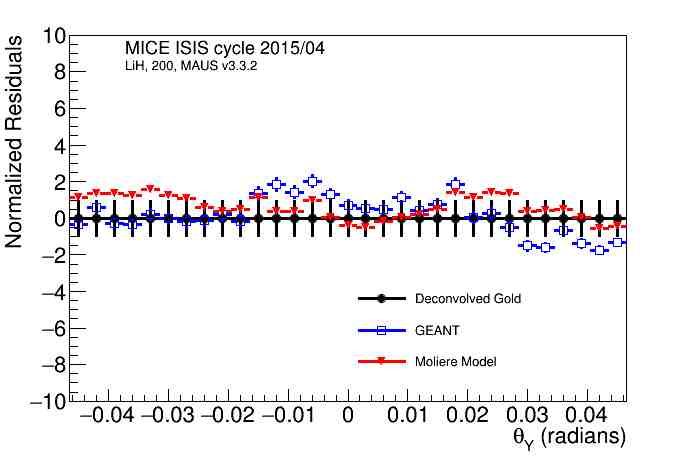 MICE ISIS cycle 2015/04
LiH, 200, MAUS v3.3.2
Normalized Residuals
10
8
6
4
2
0
−2
−4
−6
−8
−10
Deconvolved Gold
GEANT
Moliere Model
−0.04 −0.03 −0.02 −0.01 0 0.01 0.02 0.03 0.04
θY (radians)